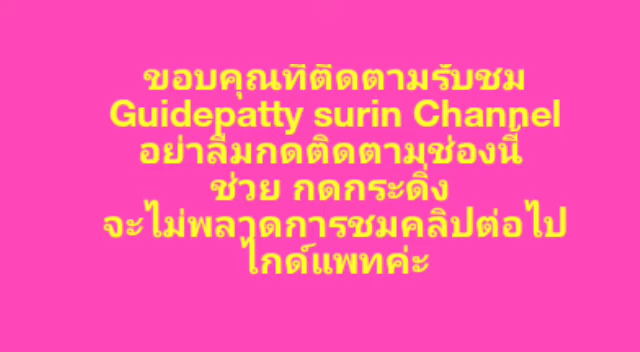 ขอบคุณที่ติดตามรับชม
Guidepatty surin Channel
อย่าลืมกดติดตามช่องนี้
ช่วย กดกระดิ่ง
จะไม่พลาดการชมคลิปต่อไป
ไกด์แพทค่ะ